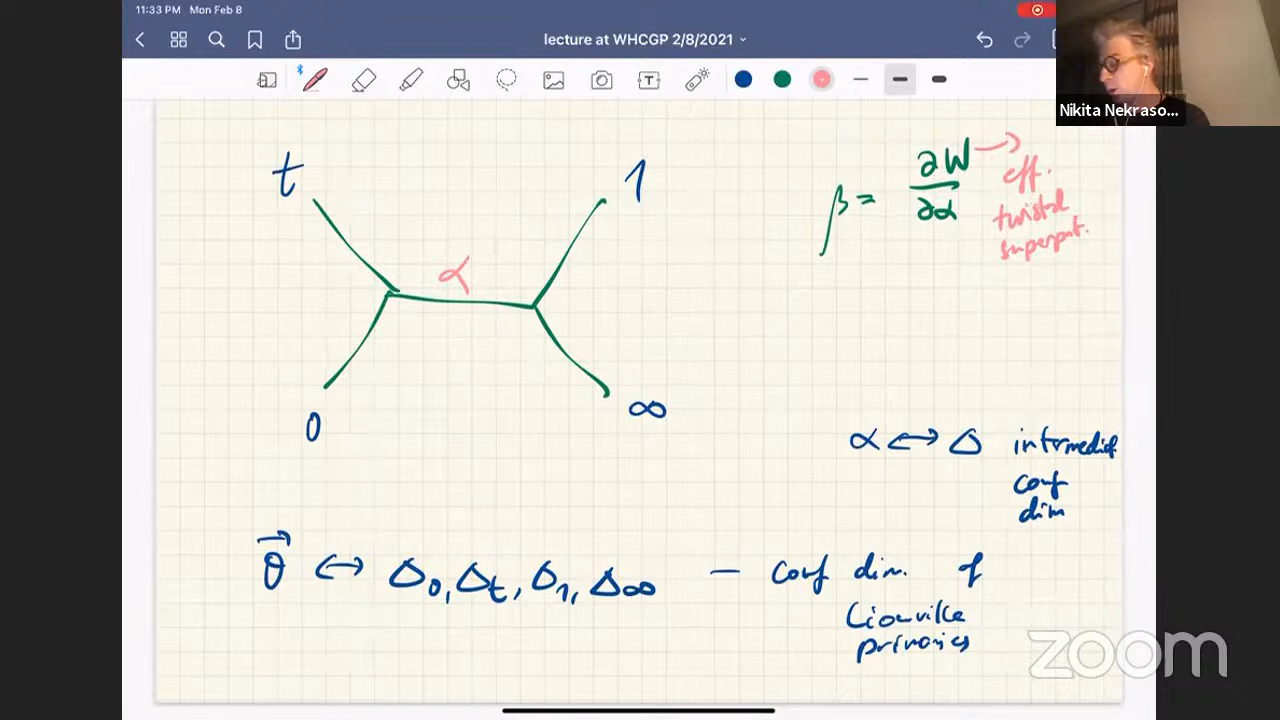 11:33 PM Mon Feb 8
lecture at WHCGP 2/8/2021
Nikita Nekraso...
t
1
α
0
∞
β = ∂W/∂α → eff.
twisted
superpot.
α ↔ Δ intermediat
conf
dim
θ⃗ ↔ Δ₀, Δₜ, Δ₁, Δ∞ — conf dim. of
Liouville
primaries
zoom